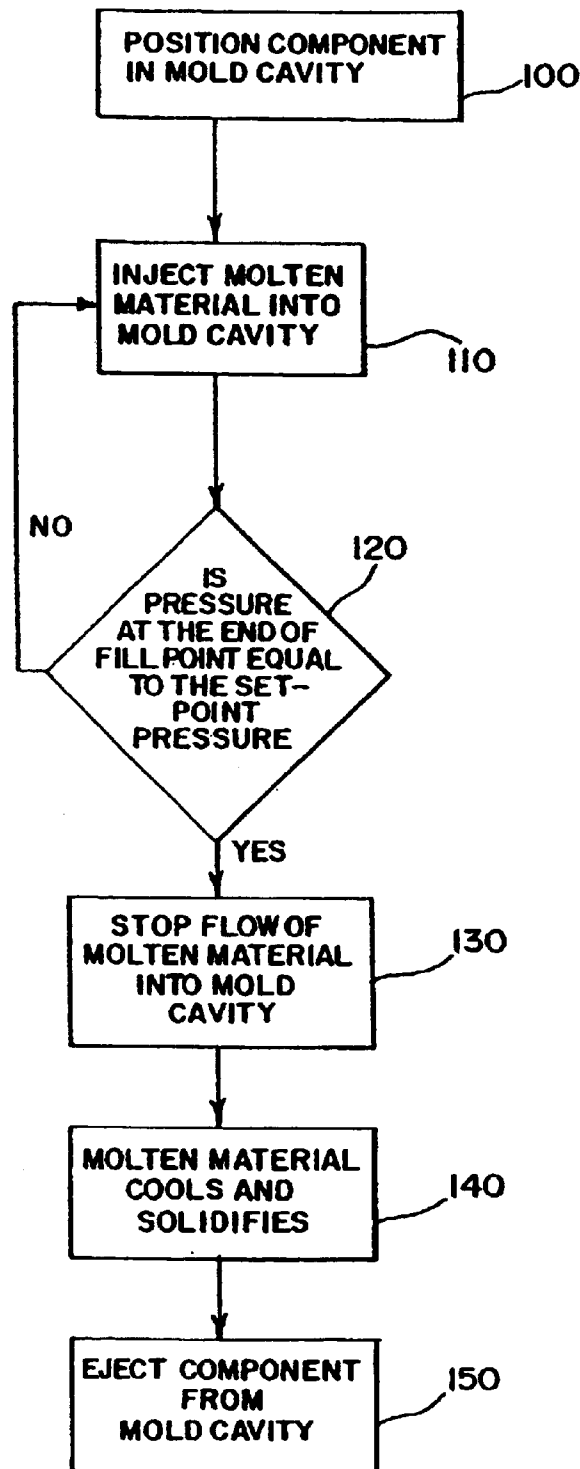 POSITION COMPONENT
IN MOLD CAVITY
100
INJECT MOLTEN
MATERIAL INTO
MOLD CAVITY
110
NO
120
IS
PRESSURE
AT THE END OF
FILL POINT EQUAL
TO THE SET-
POINT
PRESSURE
YES
STOP FLOW OF
MOLTEN MATERIAL
INTO MOLD
CAVITY
130
MOLTEN MATERIAL
COOLS AND
SOLIDIFIES
140
EJECT COMPONENT
FROM
MOLD CAVITY
150